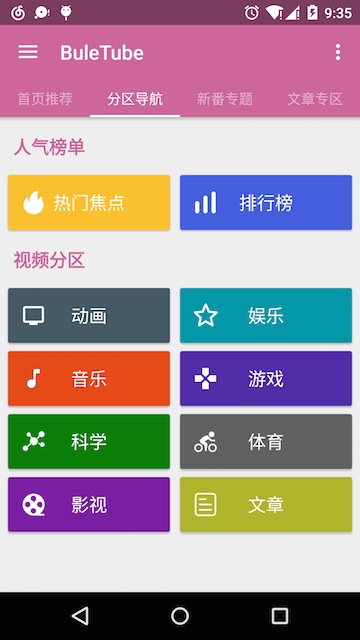 9:35
BuleTube
首页推荐 分区导航 新番专题 文章专区
人气榜单
热门焦点 排行榜
视频分区
动画 娱乐
音乐 游戏
科学 体育
影视 文章